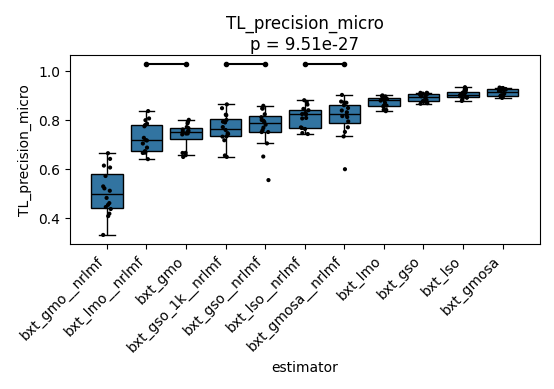 TL_precision_micro
p = 9.51e-27
TL_precision_micro
1.0
0.8
0.6
0.4
bxt_gmo__nrlmf
bxt_lmo__nrlmf
bxt_gmo
bxt_gso_1k__nrlmf
bxt_gso__nrlmf
bxt_lso__nrlmf
bxt_gmosa__nrlmf
bxt_lmo
bxt_gso
bxt_lso
bxt_gmosa
estimator